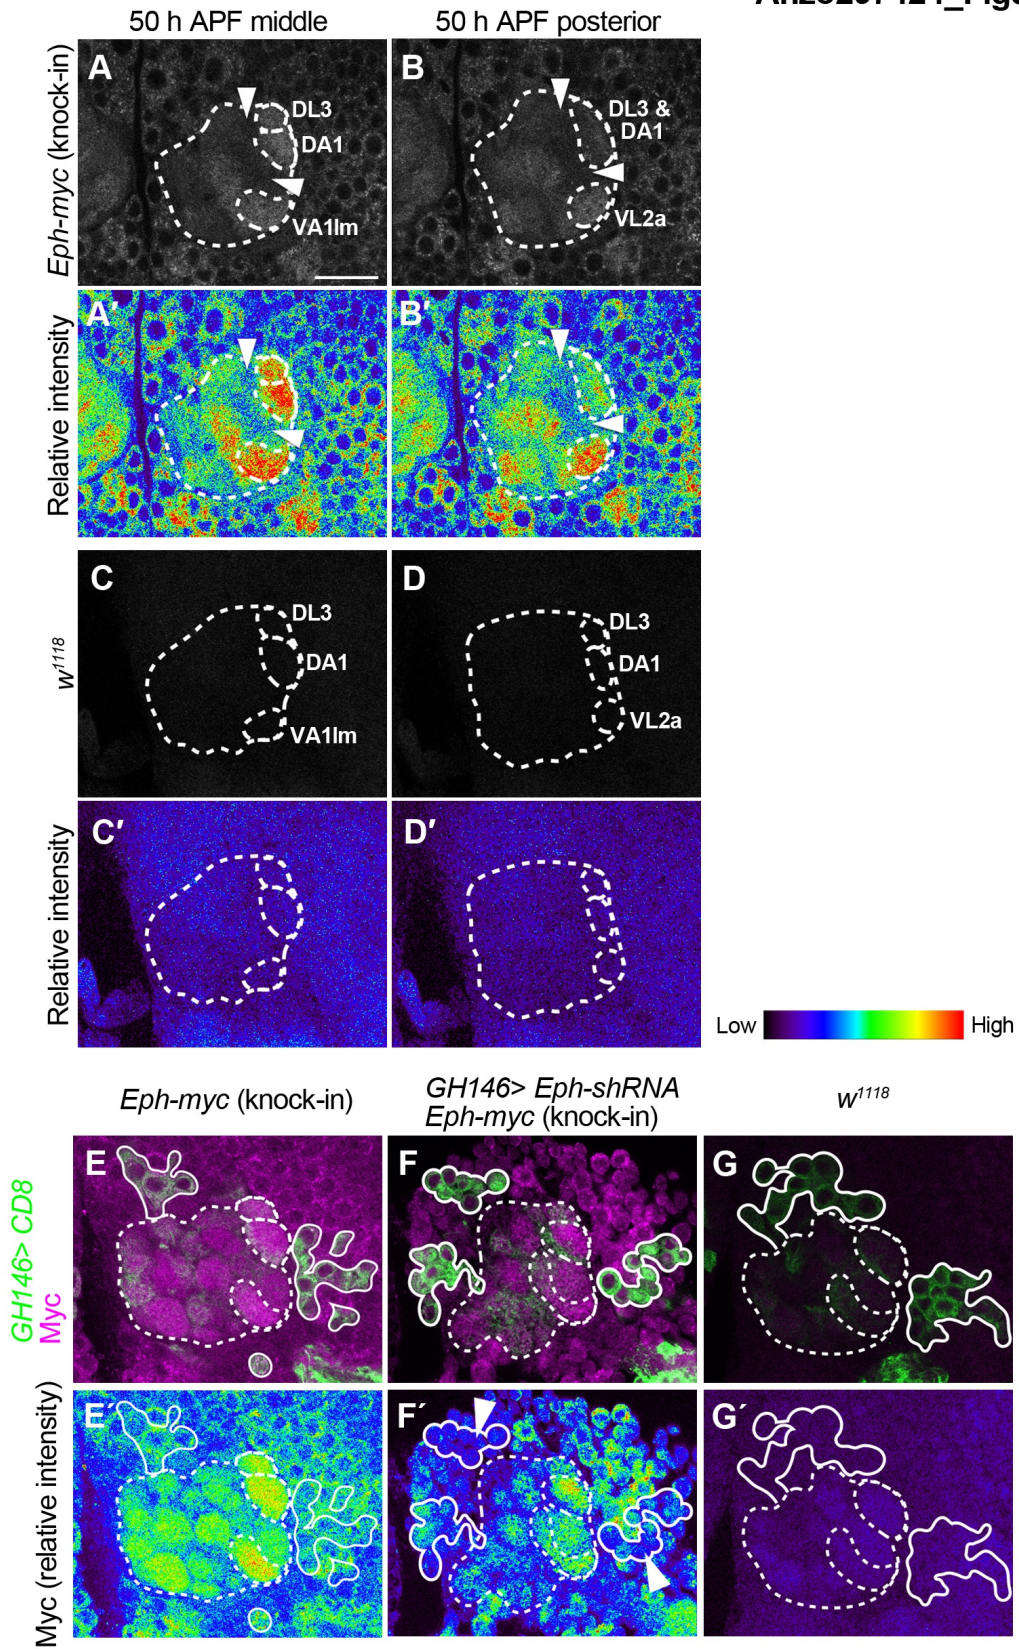 50 h APF middle
50 h APF posterior
Eph-myc (knock-in)
A
DL3
DA1
VA1lm
B
DL3 &
DA1
VL2a
Relative intensity
A′
B′
w1118
C
DL3
DA1
VA1lm
D
DL3
DA1
VL2a
Relative intensity
C′
D′
Low
High
Eph-myc (knock-in)
GH146> Eph-shRNA
Eph-myc (knock-in)
w1118
GH146> CD8
Myc
E
F
G
Myc (relative intensity)
E′
F′
G′